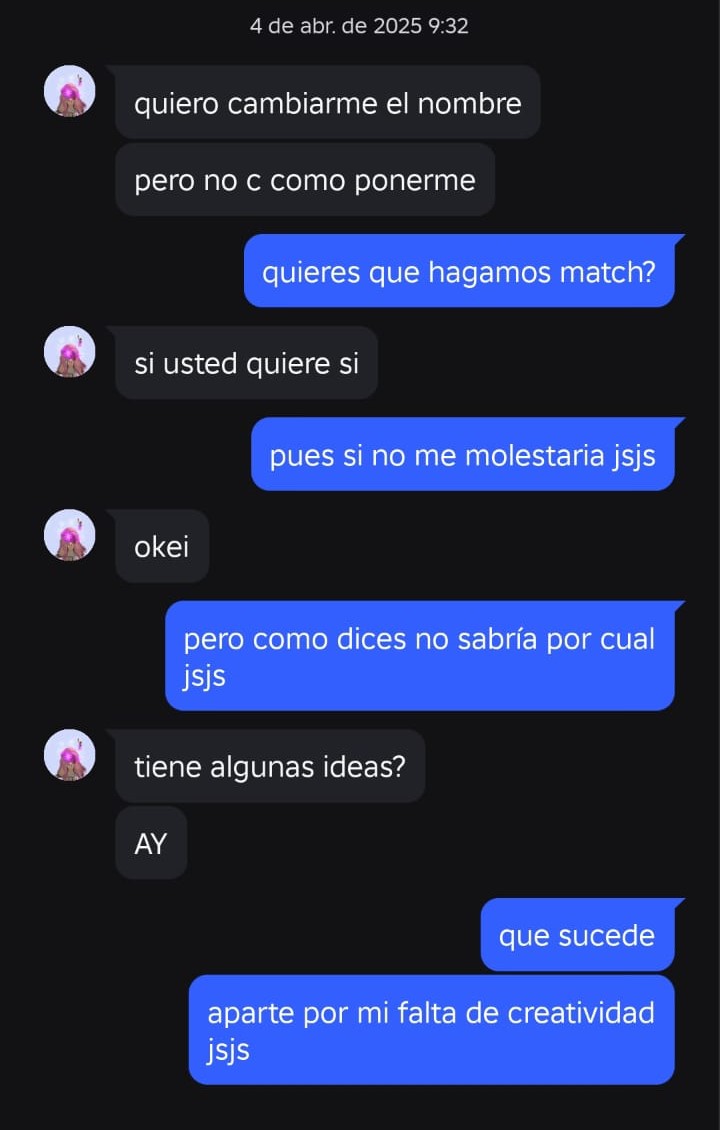 4 de abr. de 2025 9:32
quiero cambiarme el nombre
pero no c como ponerme
quieres que hagamos match?
si usted quiere si
pues si no me molestaria jsjs
okei
pero como dices no sabría por cual
jsjs
tiene algunas ideas?
AY
que sucede
aparte por mi falta de creatividad
jsjs